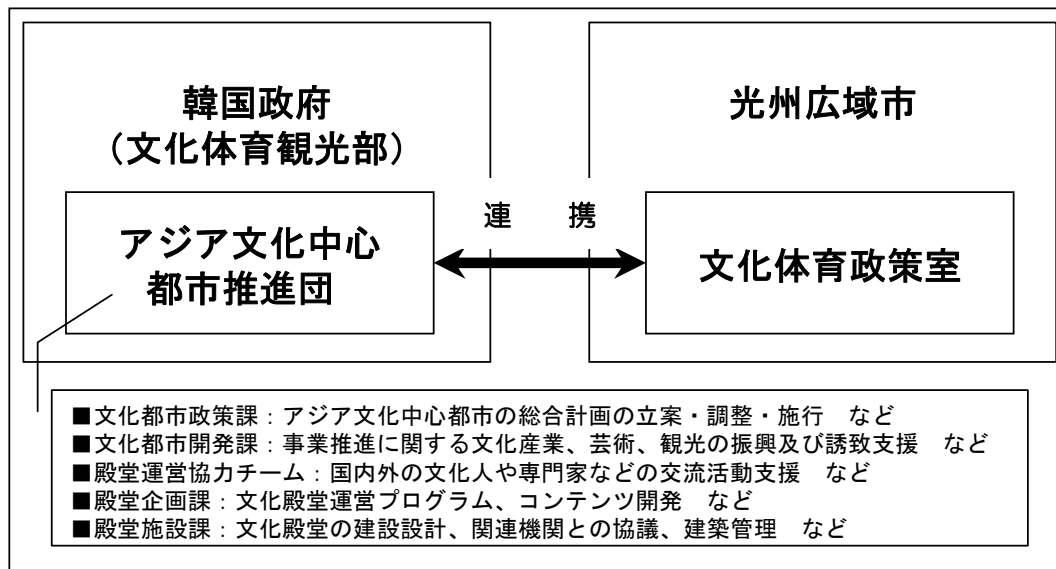 韓国政府
（文化体育観光部）
光州広域市
アジア文化中心
都市推進団
連　携
文化体育政策室
■文化都市政策課：アジア文化中心都市の総合計画の立案・調整・施行　など
■文化都市開発課：事業推進に関する文化産業、芸術、観光の振興及び誘致支援　など
■殿堂運営協力チーム：国内外の文化人や専門家などの交流活動支援　など
■殿堂企画課：文化殿堂運営プログラム、コンテンツ開発　など
■殿堂施設課：文化殿堂の建設設計、関連機関との協議、建築管理　など